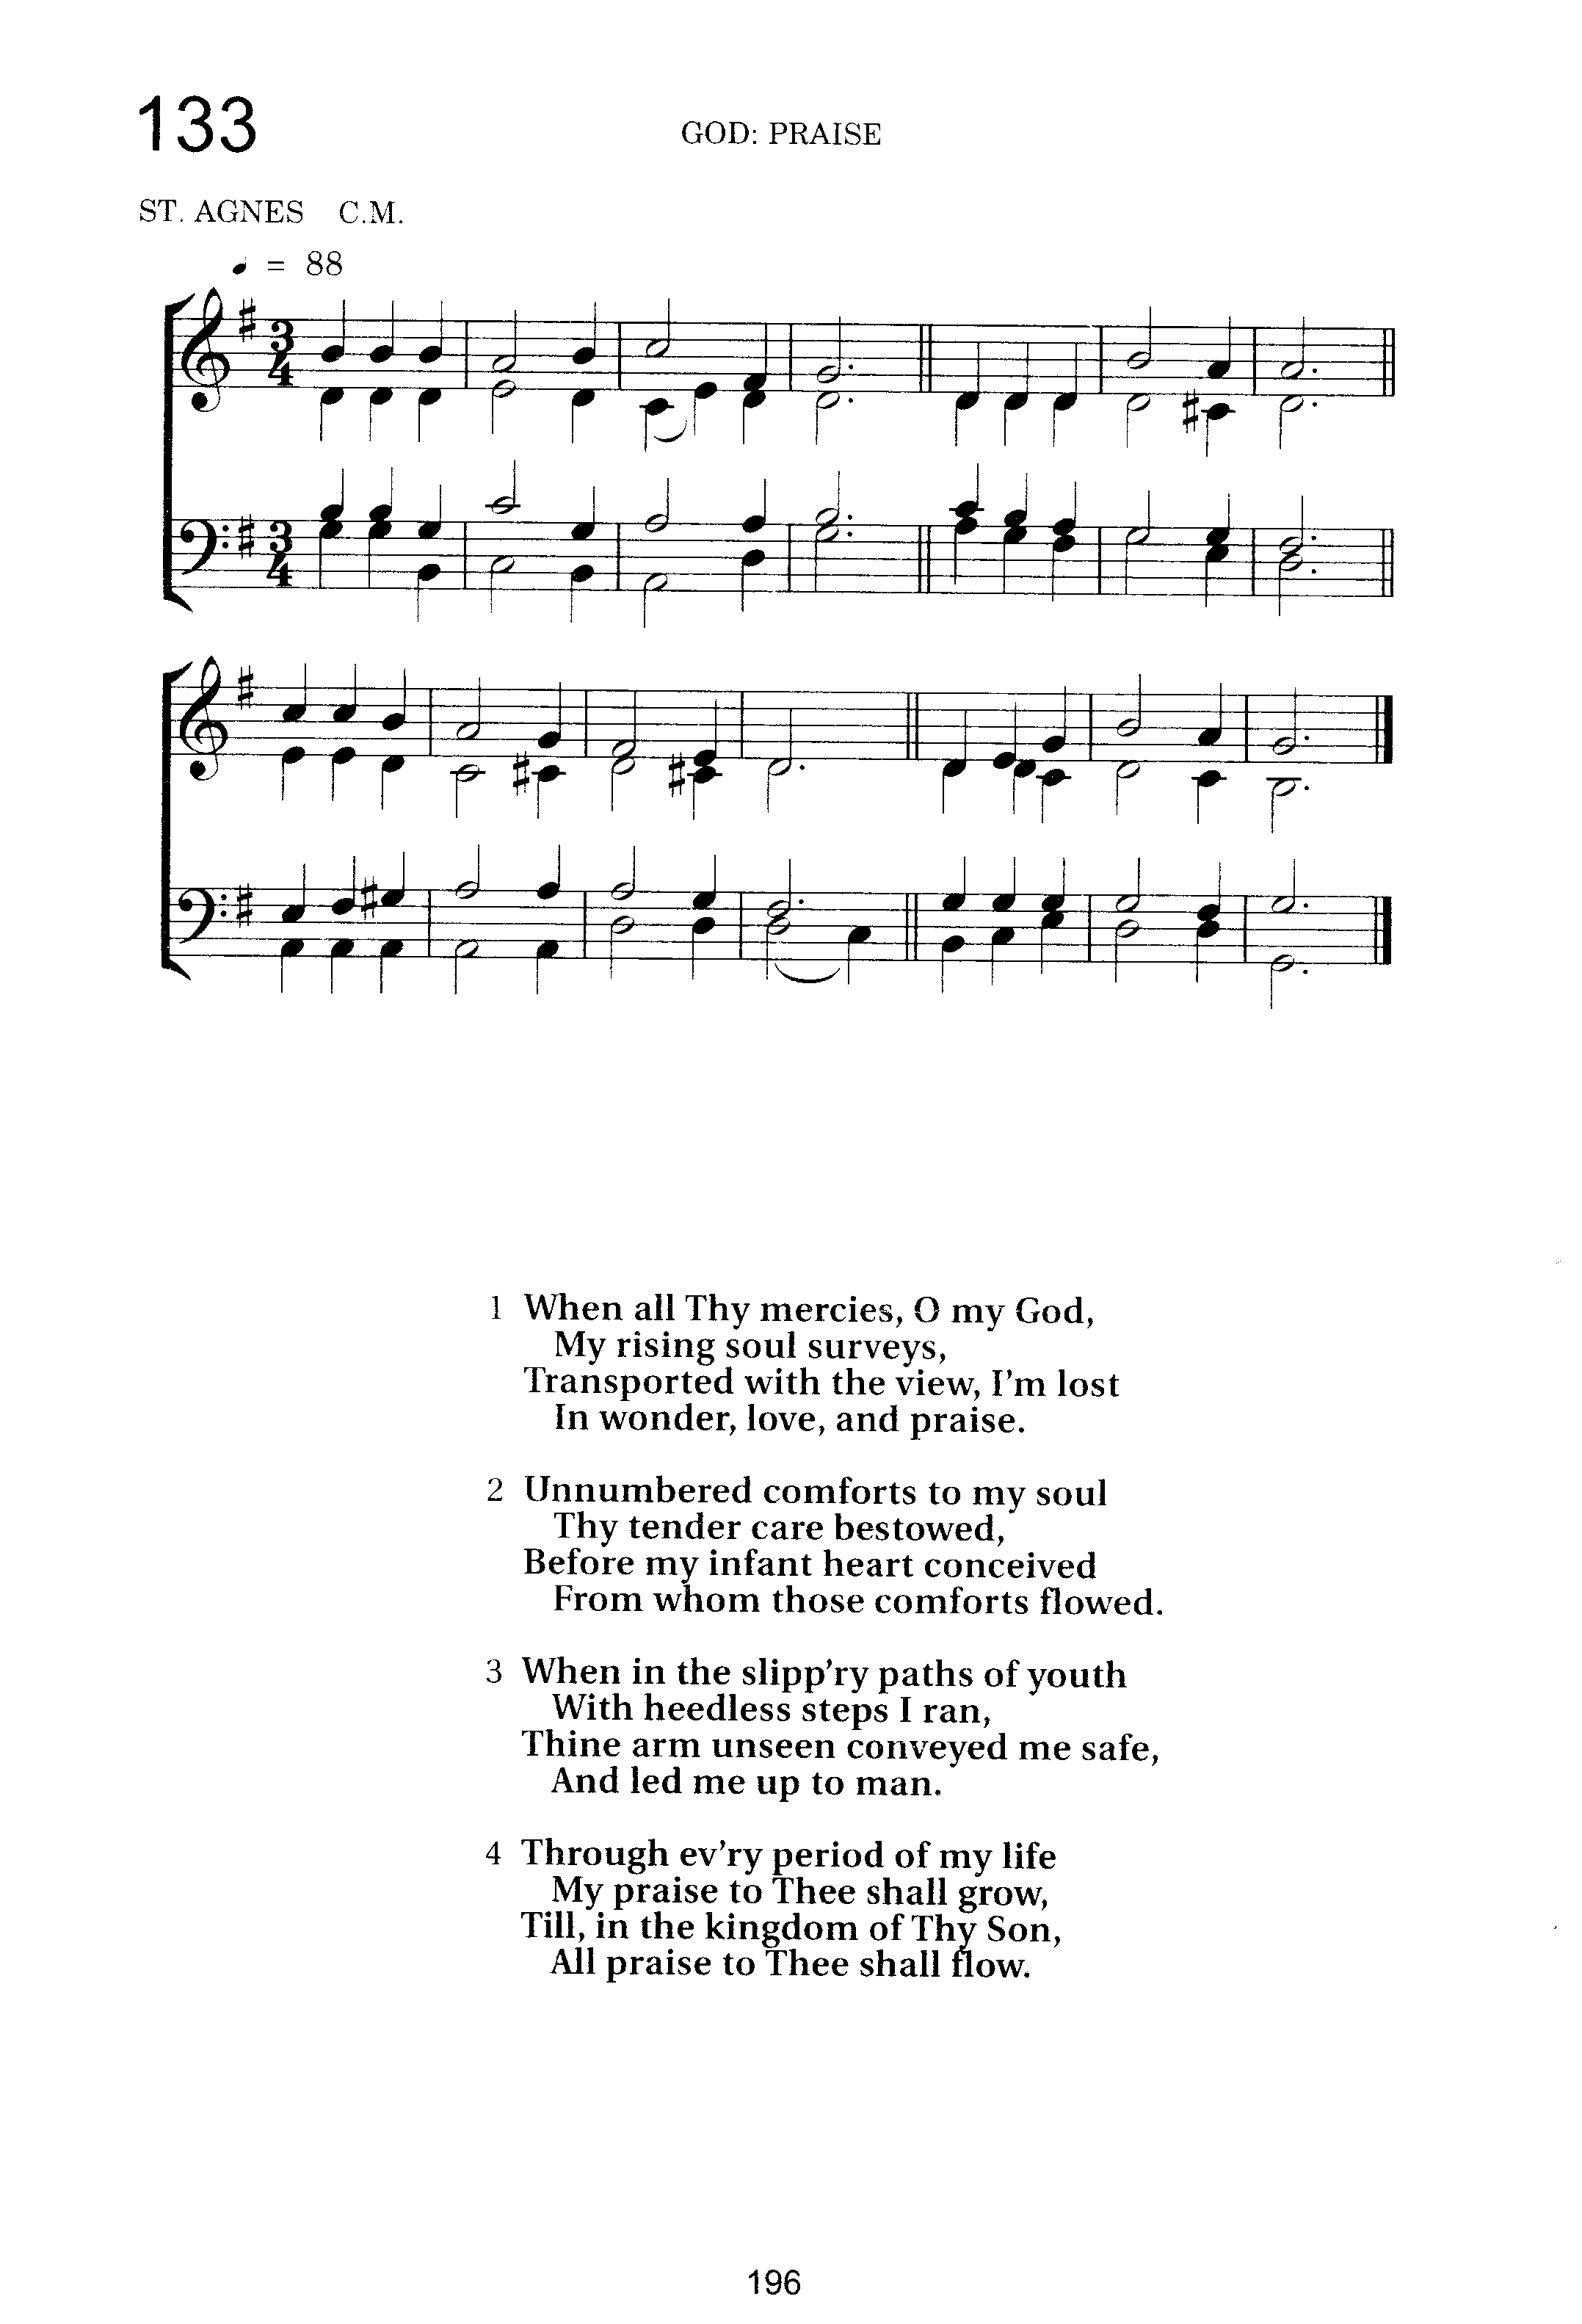 133
GOD: PRAISE
ST. AGNES C.M.
♩ = 88
1 When all Thy mercies, O my God,
My rising soul surveys,
Transported with the view, I'm lost
In wonder, love, and praise.
2 Unnumbered comforts to my soul
Thy tender care bestowed,
Before my infant heart conceived
From whom those comforts flowed.
3 When in the slipp'ry paths of youth
With heedless steps I ran,
Thine arm unseen conveyed me safe,
And led me up to man.
4 Through ev'ry period of my life
My praise to Thee shall grow,
Till, in the kingdom of Thy Son,
All praise to Thee shall flow.
196